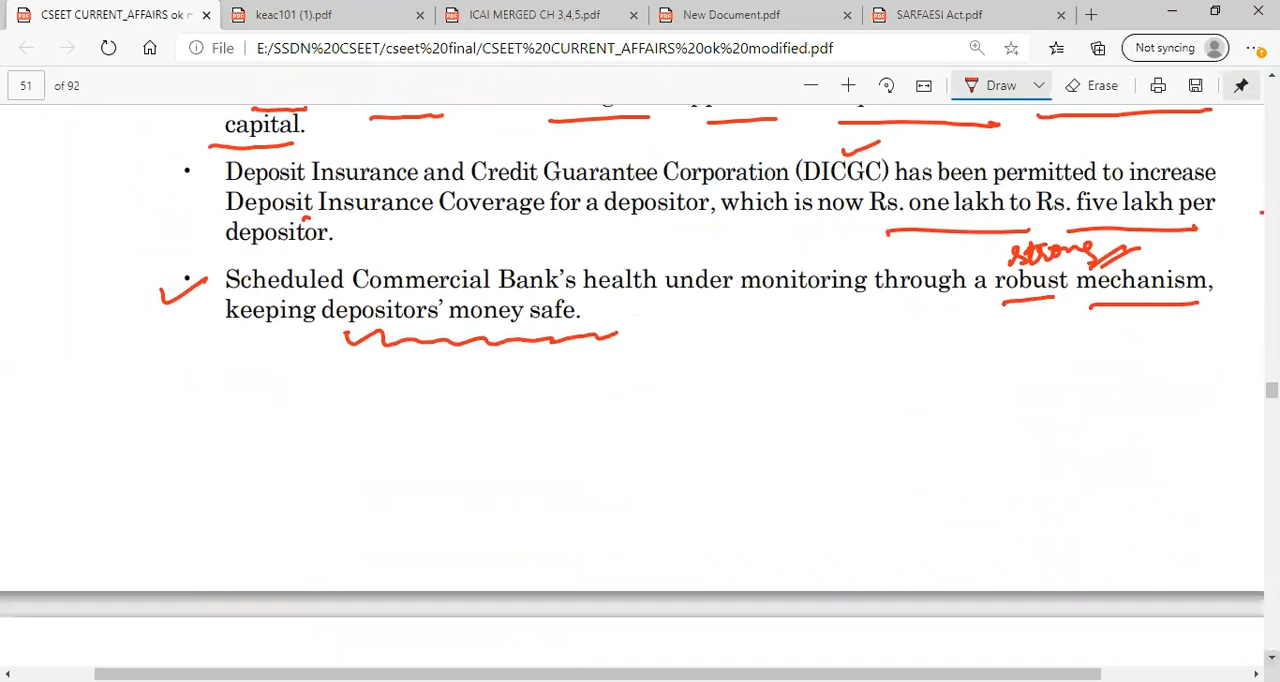 CSEET CURRENT_AFFAIRS ok
keac101 (1).pdf
ICAI MERGED CH 3,4,5.pdf
New Document.pdf
SARFAESI Act.pdf
File
E:/SSDN%20CSEET/cseet%20final/CSEET%20CURRENT_AFFAIRS%20ok%20modified.pdf
Not syncing
51 of 92
Draw
Erase
capital.
• Deposit Insurance and Credit Guarantee Corporation (DICGC) has been permitted to increase
Deposit Insurance Coverage for a depositor, which is now Rs. one lakh to Rs. five lakh per
depositor.
strong
• Scheduled Commercial Bank's health under monitoring through a robust mechanism,
keeping depositors' money safe.